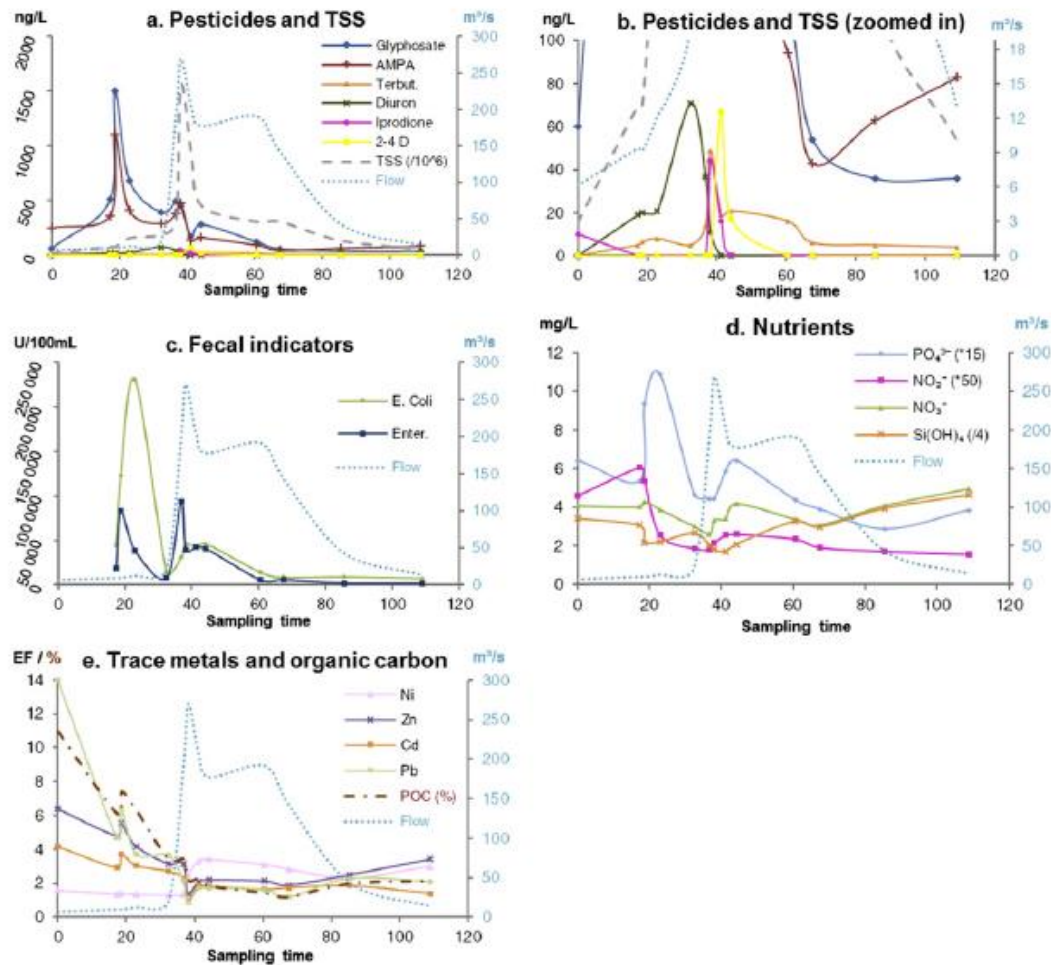 ng/L
a. Pesticides and TSS
m³/s
2000
1500
1000
500
0
300
250
200
150
100
50
0
Glyphosate
AMPA
Terbut.
Diuron
Iprodione
2-4 D
TSS (/10^6)
Flow
0 20 40 60 80 100 120
Sampling time
ng/L
b. Pesticides and TSS (zoomed in)
m³/s
100
80
60
40
20
0
18
15
12
9
6
3
0
0 20 40 60 80 100 120
Sampling time
U/100mL
c. Fecal indicators
m³/s
250 000
200 000
150 000
100 000
50 000
0
300
250
200
150
100
50
0
E. Coli
Enter.
Flow
0 20 40 60 80 100 120
Sampling time
mg/L
d. Nutrients
m³/s
12
10
8
6
4
2
0
300
250
200
150
100
50
0
PO₄³⁻ (*15)
NO₂⁻ (*50)
NO₃⁻
Si(OH)₄ (/4)
Flow
0 20 40 60 80 100 120
Sampling time
EF / %
e. Trace metals and organic carbon
m³/s
14
12
10
8
6
4
2
0
300
250
200
150
100
50
0
Ni
Zn
Cd
Pb
POC (%)
Flow
0 20 40 60 80 100 120
Sampling time